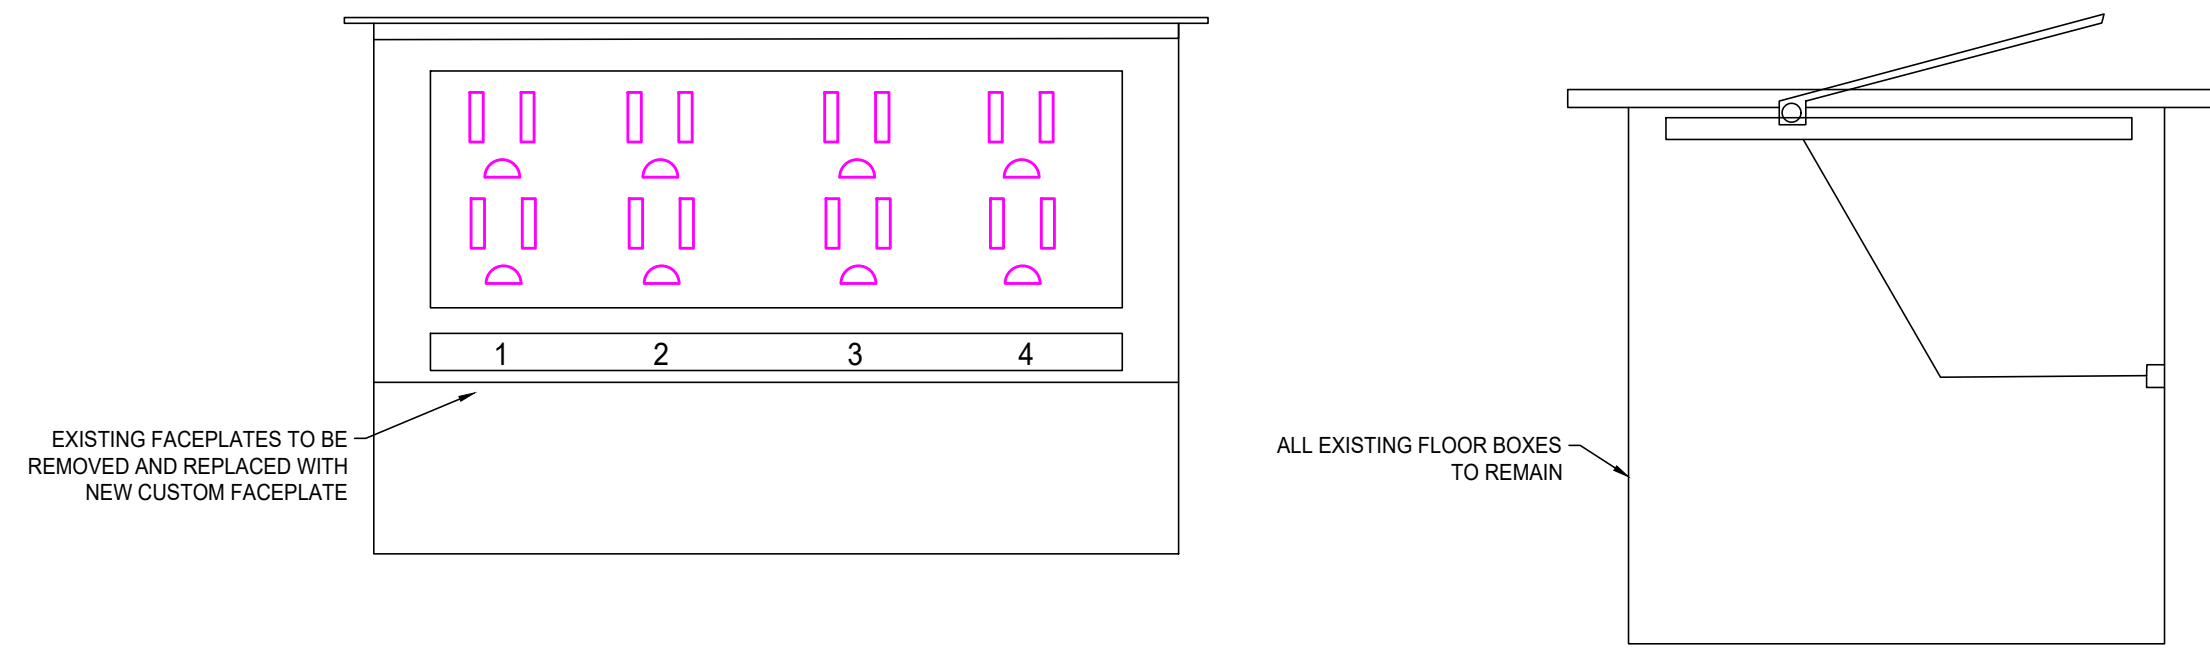 1 2 3 4
EXISTING FACEPLATES TO BE
REMOVED AND REPLACED WITH
NEW CUSTOM FACEPLATE
ALL EXISTING FLOOR BOXES
TO REMAIN